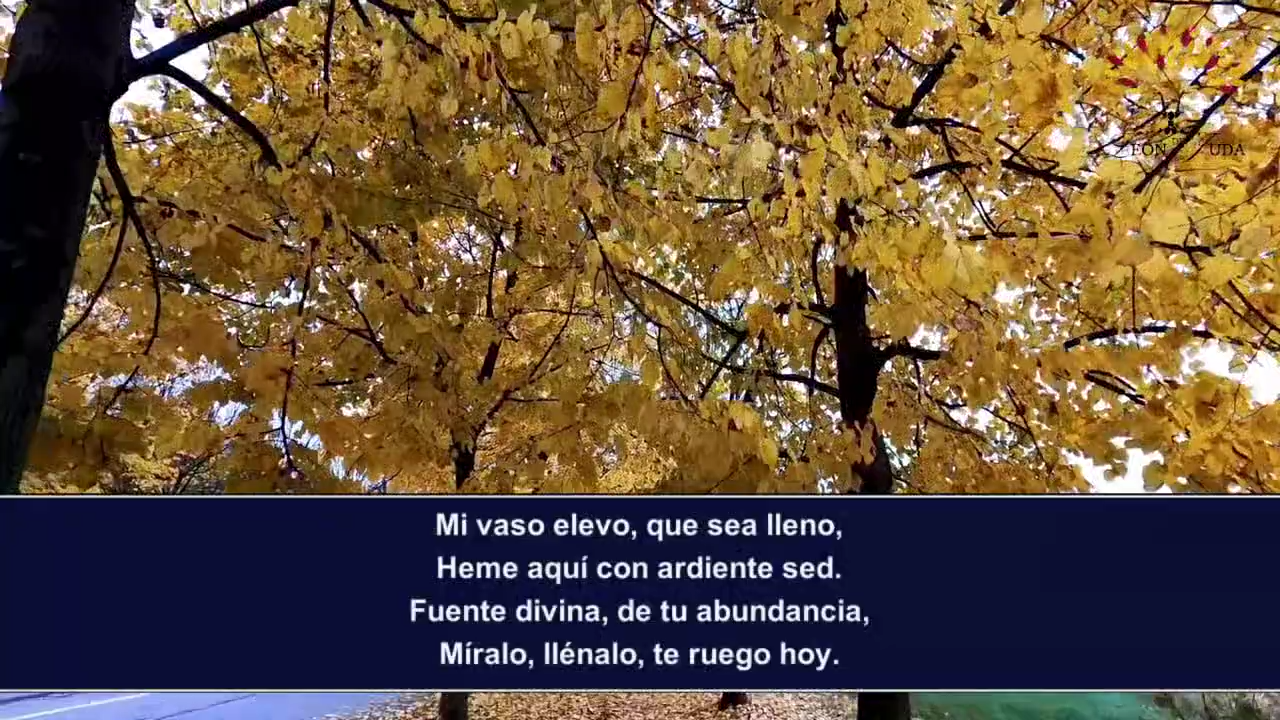 Mi vaso elevo, que sea lleno,
Heme aquí con ardiente sed.
Fuente divina, de tu abundancia,
Míralo, llénalo, te ruego hoy.